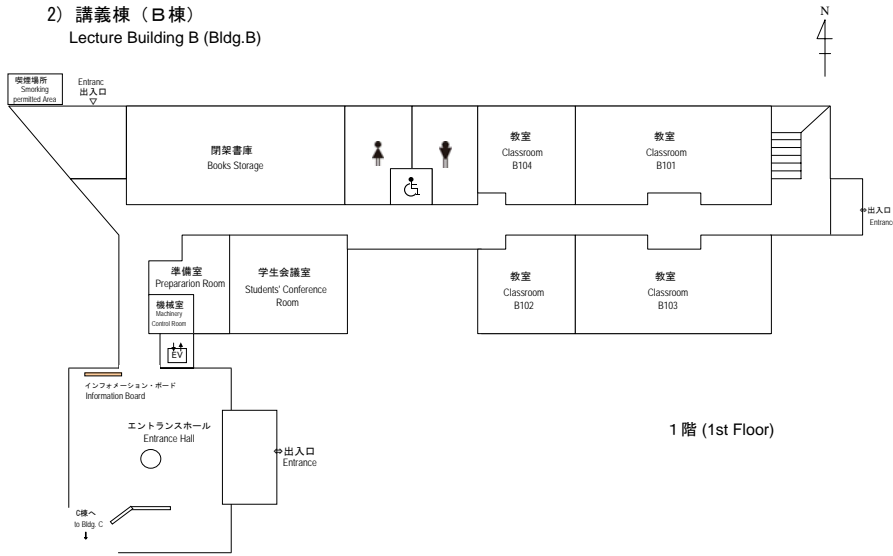 2) 講義棟（Ｂ棟）
Lecture Building B (Bldg.B)
N
喫煙場所
Smorking
permitted Area
Entranc
出入口
閉架書庫
Books Storage
教室
Classroom
B104
教室
Classroom
B101
出入口
Entrance
準備室
Prepararion Room
学生会議室
Students' Conference
Room
機械室
Machinery
Control Room
教室
Classroom
B102
教室
Classroom
B103
EV
インフォメーション・ボード
Information Board
エントランスホール
Entrance Hall
出入口
Entrance
１階 (1st Floor)
C棟へ
to Bldg. C